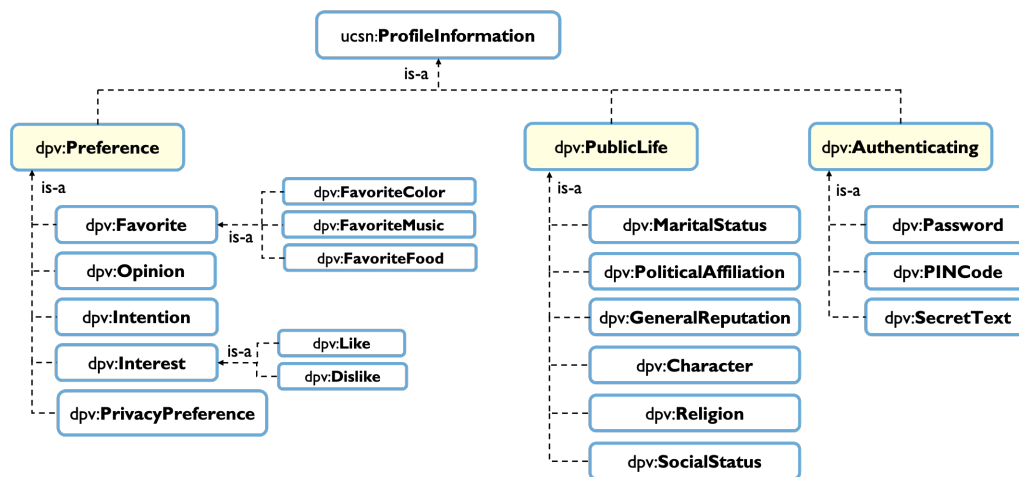 ucsn:ProfileInformation
is-a
dpv:Preference
dpv:PublicLife
dpv:Authenticating
is-a
is-a
is-a
dpv:Favorite
is-a
dpv:FavoriteColor
dpv:FavoriteMusic
dpv:FavoriteFood
dpv:Opinion
dpv:Intention
dpv:Interest
is-a
dpv:Like
dpv:Dislike
dpv:PrivacyPreference
dpv:MaritalStatus
dpv:PoliticalAffiliation
dpv:GeneralReputation
dpv:Character
dpv:Religion
dpv:SocialStatus
dpv:Password
dpv:PINCode
dpv:SecretText